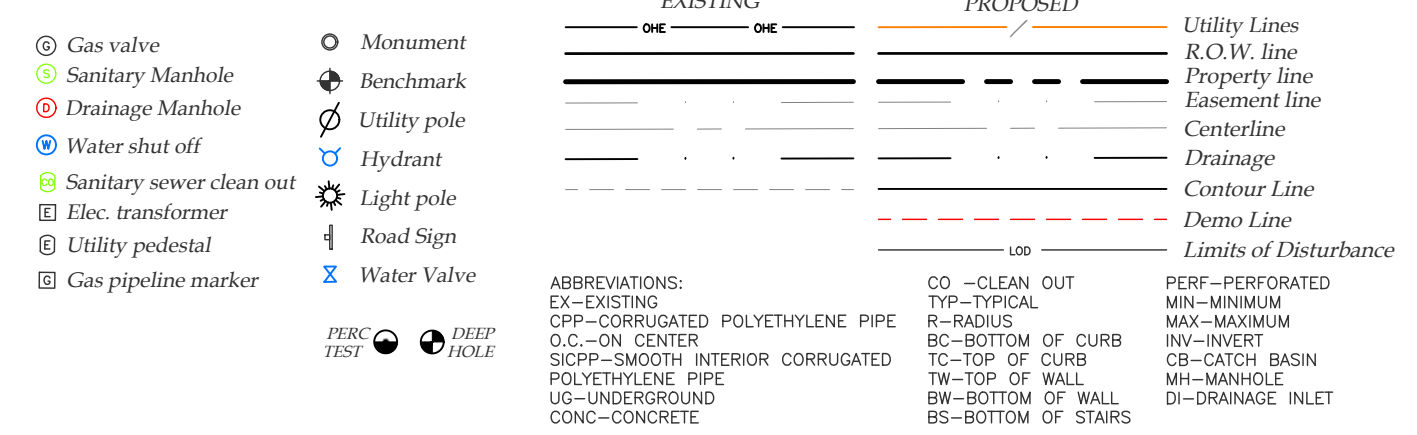 EXISTING
PROPOSED
G Gas valve
S Sanitary Manhole
D Drainage Manhole
W Water shut off
CO Sanitary sewer clean out
E Elec. transformer
E Utility pedestal
G Gas pipeline marker
Monument
Benchmark
Utility pole
Hydrant
Light pole
Road Sign
Water Valve
PERC
TEST
DEEP
HOLE
OHE OHE
Utility Lines
R.O.W. line
Property line
Easement line
Centerline
Drainage
Contour Line
Demo Line
LOD Limits of Disturbance
ABBREVIATIONS:
EX-EXISTING
CPP-CORRUGATED POLYETHYLENE PIPE
O.C.-ON CENTER
SICPP-SMOOTH INTERIOR CORRUGATED
POLYETHYLENE PIPE
UG-UNDERGROUND
CONC-CONCRETE
CO -CLEAN OUT
TYP-TYPICAL
R-RADIUS
BC-BOTTOM OF CURB
TC-TOP OF CURB
TW-TOP OF WALL
BW-BOTTOM OF WALL
BS-BOTTOM OF STAIRS
PERF-PERFORATED
MIN-MINIMUM
MAX-MAXIMUM
INV-INVERT
CB-CATCH BASIN
MH-MANHOLE
DI-DRAINAGE INLET